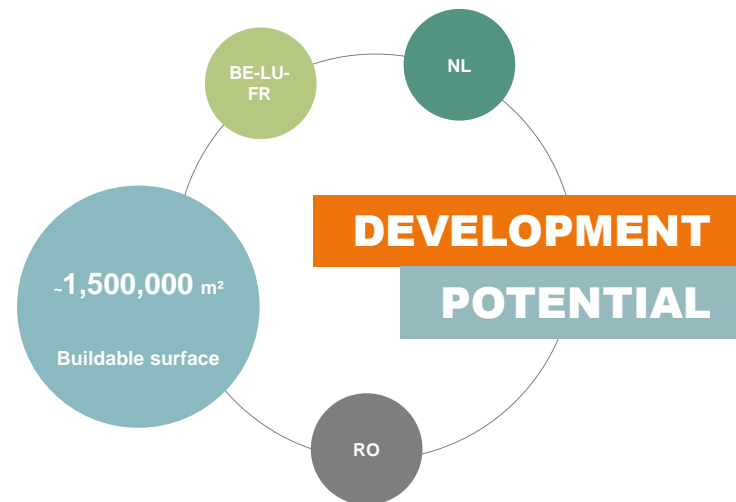 BE-LU-
FR
NL
DEVELOPMENT
POTENTIAL
~1,500,000 m²
Buildable surface
RO